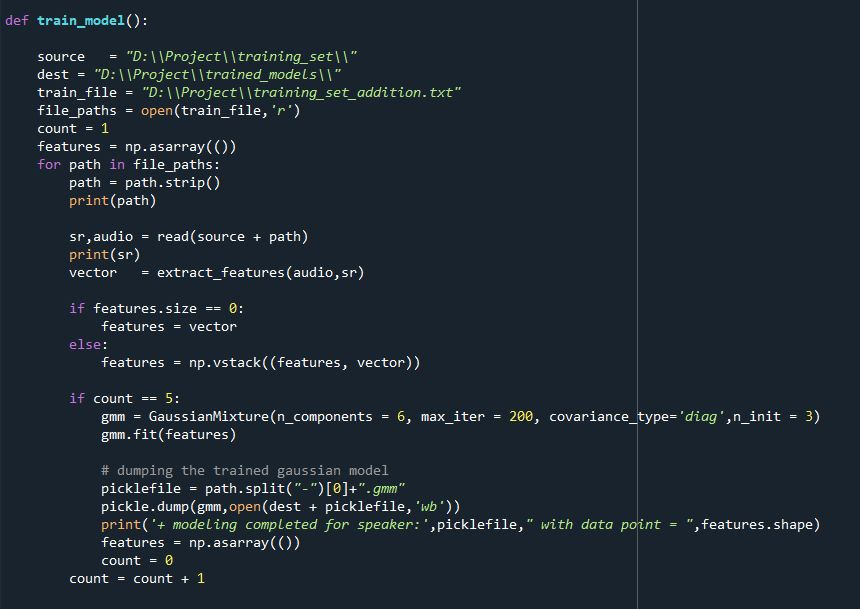 def train_model():
    source   = "D:\\Project\\training_set\\"
    dest = "D:\\Project\\trained_models\\"
    train_file = "D:\\Project\\training_set_addition.txt"
    file_paths = open(train_file,'r')
    count = 1
    features = np.asarray(())
    for path in file_paths:
        path = path.strip()
        print(path)
        sr,audio = read(source + path)
        print(sr)
        vector   = extract_features(audio,sr)
        if features.size == 0:
            features = vector
        else:
            features = np.vstack((features, vector))
        if count == 5:
            gmm = GaussianMixture(n_components = 6, max_iter = 200, covariance_type='diag',n_init = 3)
            gmm.fit(features)
            # dumping the trained gaussian model
            picklefile = path.split("-")[0]+".gmm"
            pickle.dump(gmm,open(dest + picklefile,'wb'))
            print('+ modeling completed for speaker:',picklefile," with data point = ",features.shape)
            features = np.asarray(())
            count = 0
        count = count + 1